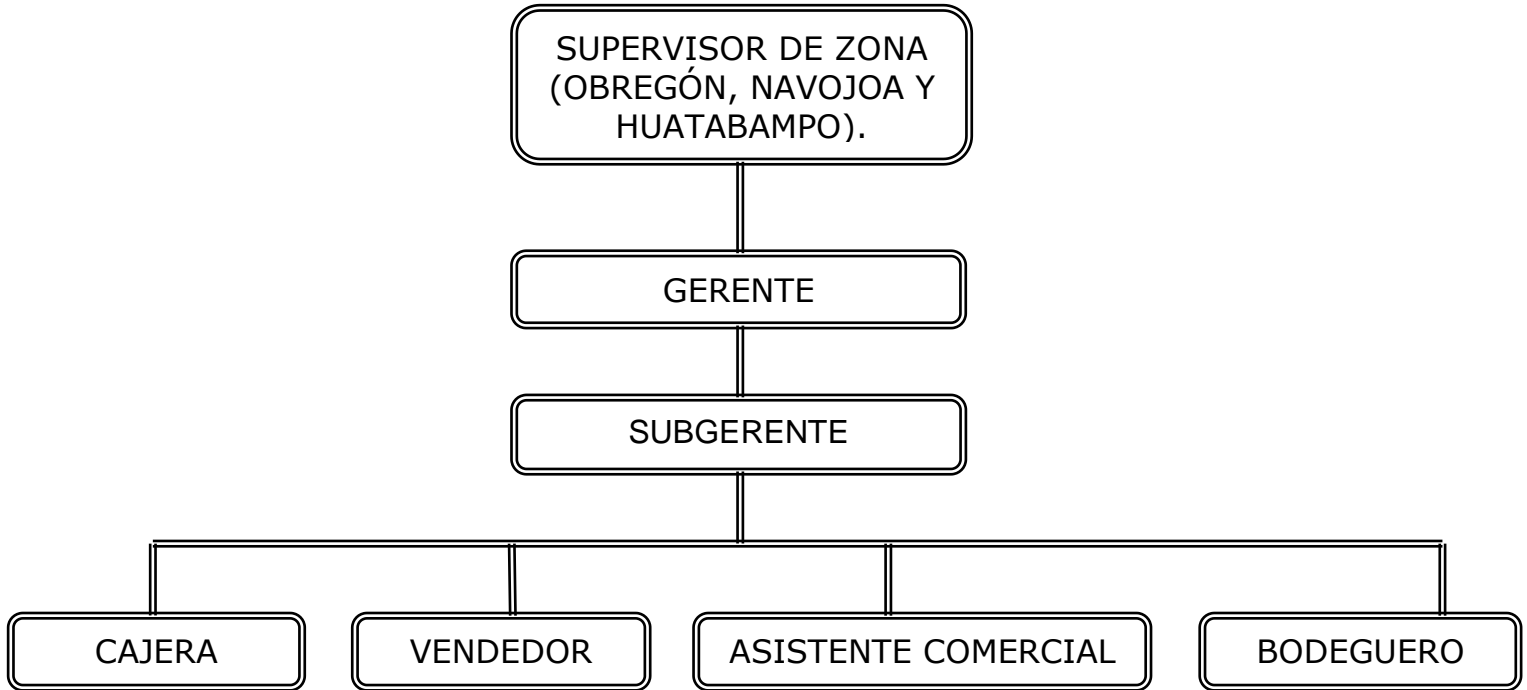 SUPERVISOR DE ZONA
(OBREGÓN, NAVOJOA Y
HUATABAMPO).
GERENTE
SUBGERENTE
CAJERA
VENDEDOR
ASISTENTE COMERCIAL
BODEGUERO